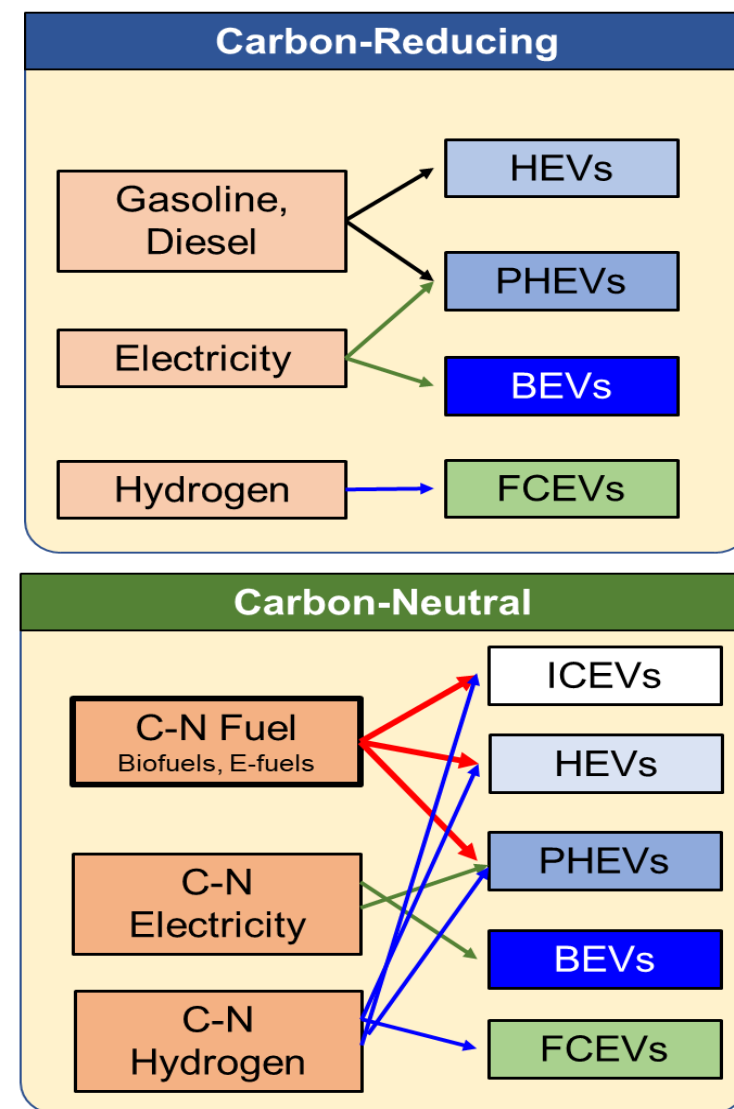 Carbon-Reducing
Gasoline,
Diesel
Electricity
Hydrogen
HEVs
PHEVs
BEVs
FCEVs
Carbon-Neutral
C-N Fuel
Biofuels, E-fuels
C-N
Electricity
C-N
Hydrogen
ICEVs
HEVs
PHEVs
BEVs
FCEVs